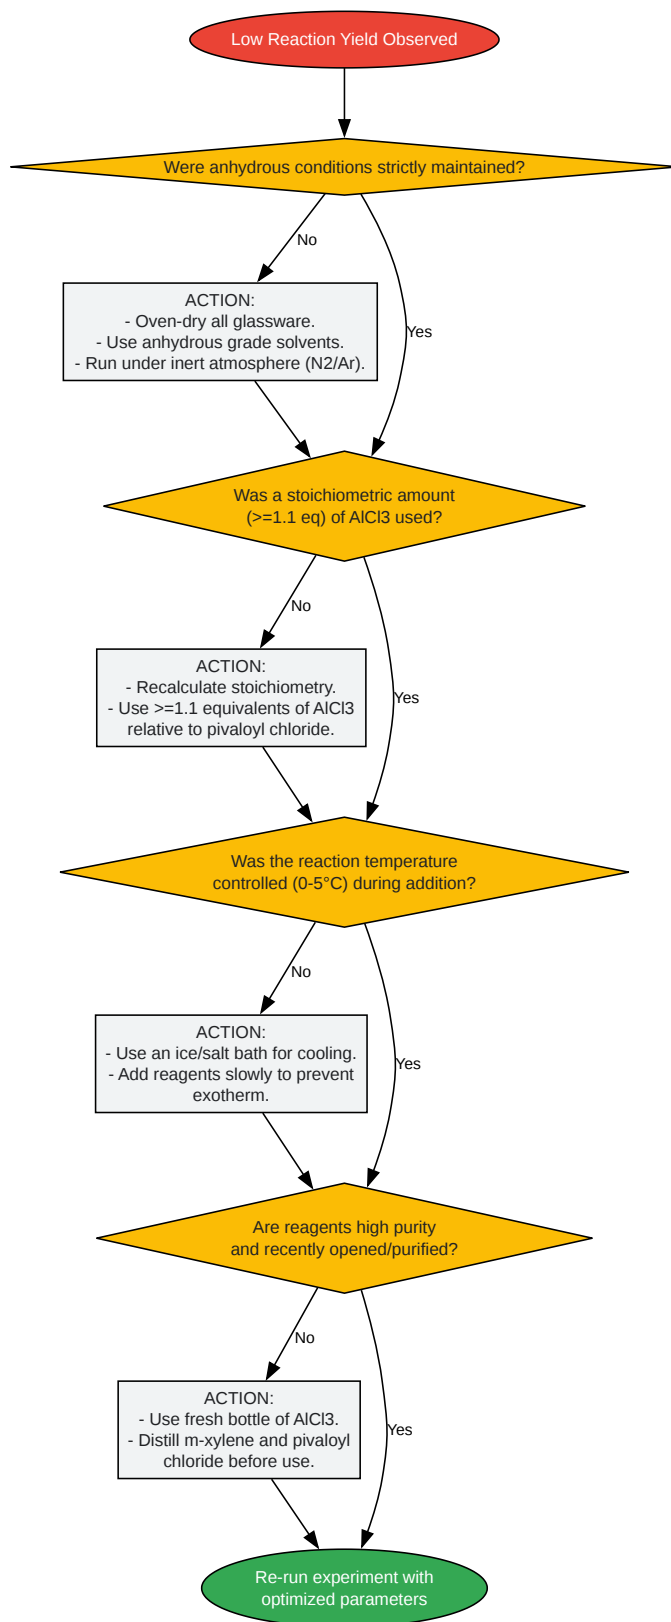 Low Reaction Yield Observed
Were anhydrous conditions strictly maintained?
No
Yes
ACTION:
- Oven-dry all glassware.
- Use anhydrous grade solvents.
- Run under inert atmosphere (N2/Ar).
Was a stoichiometric amount
(>=1.1 eq) of AlCl3 used?
No
Yes
ACTION:
- Recalculate stoichiometry.
- Use >=1.1 equivalents of AlCl3
relative to pivaloyl chloride.
Was the reaction temperature
controlled (0-5°C) during addition?
No
Yes
ACTION:
- Use an ice/salt bath for cooling.
- Add reagents slowly to prevent
exotherm.
Are reagents high purity
and recently opened/purified?
No
Yes
ACTION:
- Use fresh bottle of AlCl3.
- Distill m-xylene and pivaloyl
chloride before use.
Re-run experiment with
optimized parameters